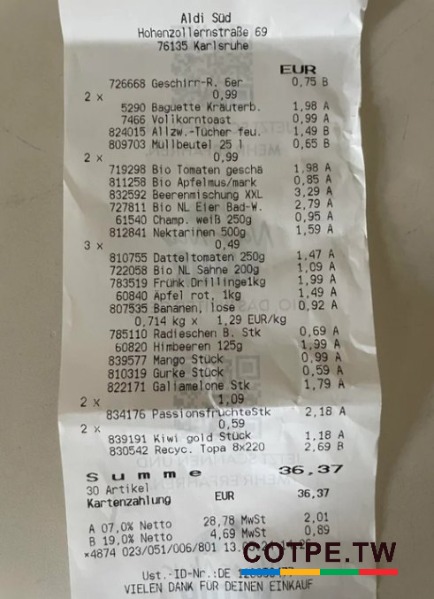 Aldi Süd
Hohenzollernstraße 69
76135 Karlsruhe
EUR
726668 Geschirr-R. 6er 0,75 B
2 x 0,99
5290 Baguette Kräuterb. 1,98 A
7466 Vollkorntoast 0,99 A
824015 Allzw.-Tücher feu. 1,49 B
809703 Müllbeutel 25 l 0,65 B
2 x 0,99
719298 Bio Tomaten geschä 1,98 A
811258 Bio Apfelmus/mark 0,85 A
832592 Beerenmischung XXL 3,29 A
727811 Bio NL Eier Bad-W. 2,79 A
61540 Champ. weiß 250g 0,95 A
812841 Nektarinen 500g 1,59 A
3 x 0,49
810755 Datteltomaten 250g 1,47 A
722058 Bio NL Sahne 200g 1,09 A
783519 Frühk Drillinge1kg 1,99 A
60840 Apfel rot, 1kg 1,49 A
807535 Bananen, lose 0,92 A
0,714 kg x 1,29 EUR/kg
785110 Radieschen B. Stk 0,69 A
60820 Himbeeren 125g 1,99 A
839577 Mango Stück 0,99 A
810319 Gurke Stück 0,59 A
822171 Galiamelone Stk 1,79 A
2 x 1,09
834176 PassionsfrüchteStk 2,18 A
2 x 0,59
839191 Kiwi gold Stück 1,18 A
830542 Recyc. Topa 8x220 2,69 B
Summe 36,37
30 Artikel
Kartenzahlung EUR 36,37
A 07,0% Netto 28,78 MwSt 2,01
B 19,0% Netto 4,69 MwSt 0,89
*4874 023/051/006/801
COTPE.TW
Ust.-ID-Nr.: DE
VIELEN DANK FÜR DEINEN EINKAUF